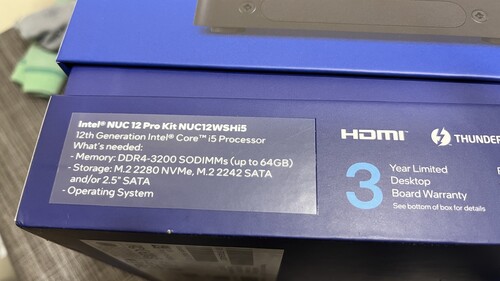 Intel® NUC 12 Pro Kit NUC12WSHi5
12th Generation Intel® Core™ i5 Processor
What's needed:
- Memory: DDR4-3200 SODIMMs (up to 64GB)
- Storage: M.2 2280 NVMe, M.2 2242 SATA
and/or 2.5" SATA
- Operating System
HDMI™
THUNDER
3
Year Limited
Desktop
Board Warranty
See bottom of box for details